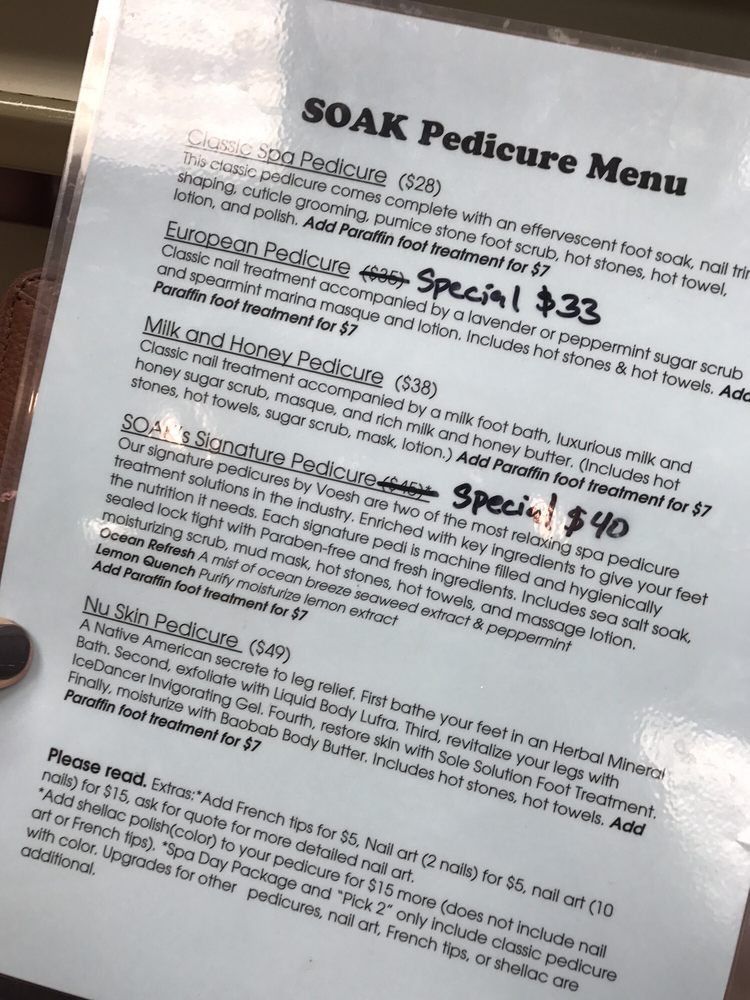 SOAK Pedicure Menu
Classic Spa Pedicure ($28)
This classic pedicure comes complete with an effervescent foot soak, nail trim
shaping, cuticle grooming, pumice stone foot scrub, hot stones, hot towel,
lotion, and polish. Add Paraffin foot treatment for $7
European Pedicure ($35) Special $33
Classic nail treatment accompanied by a lavender or peppermint sugar scrub
and spearmint marina masque and lotion. Includes hot stones & hot towels. Add
Paraffin foot treatment for $7
Milk and Honey Pedicure ($38)
Classic nail treatment accompanied by a milk foot bath, luxurious milk and
honey sugar scrub, masque, and rich milk and honey butter. (Includes hot
stones, hot towels, sugar scrub, mask, lotion.) Add Paraffin foot treatment for $7
SOAK's Signature Pedicure ($45)* Special $40
Our signature pedicures by Voesh are two of the most relaxing spa pedicure
treatment solutions in the industry. Enriched with key ingredients to give your feet
the nutrition it needs. Each signature pedi is machine filled and hygienically
sealed lock tight with Paraben-free and fresh ingredients. Includes sea salt soak,
moisturizing scrub, mud mask, hot stones, hot towels, and massage lotion.
Ocean Refresh A mist of ocean breeze seaweed extract & peppermint
Lemon Quench Purify moisturize lemon extract
Add Paraffin foot treatment for $7
Nu Skin Pedicure ($49)
A Native American secrete to leg relief. First bathe your feet in an Herbal Mineral
Bath. Second, exfoliate with Liquid Body Lufra. Third, revitalize your legs with
IceDancer Invigorating Gel. Fourth, restore skin with Sole Solution Foot Treatment.
Finally, moisturize with Baobab Body Butter. Includes hot stones, hot towels. Add
Paraffin foot treatment for $7
Please read. Extras:*Add French tips for $5, Nail art (2 nails) for $5, nail art (10
nails) for $15, ask for quote for more detailed nail art.
*Add shellac polish(color) to your pedicure for $15 more (does not include nail
art or French tips). *Spa Day Package and "Pick 2" only include classic pedicure
with color. Upgrades for other pedicures, nail art, French tips, or shellac are
additional.